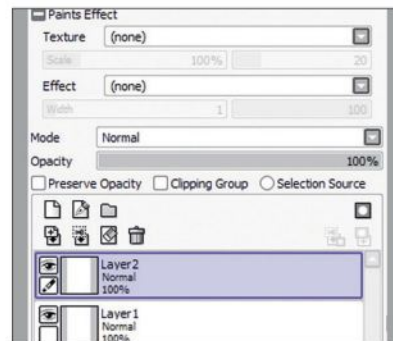 Paints Effect
Texture (none)
Scale 100% 20
Effect (none)
Width 1 100
Mode Normal
Opacity 100%
Preserve Opacity Clipping Group Selection Source
Layer2
Normal
100%
Layer1
Normal
100%